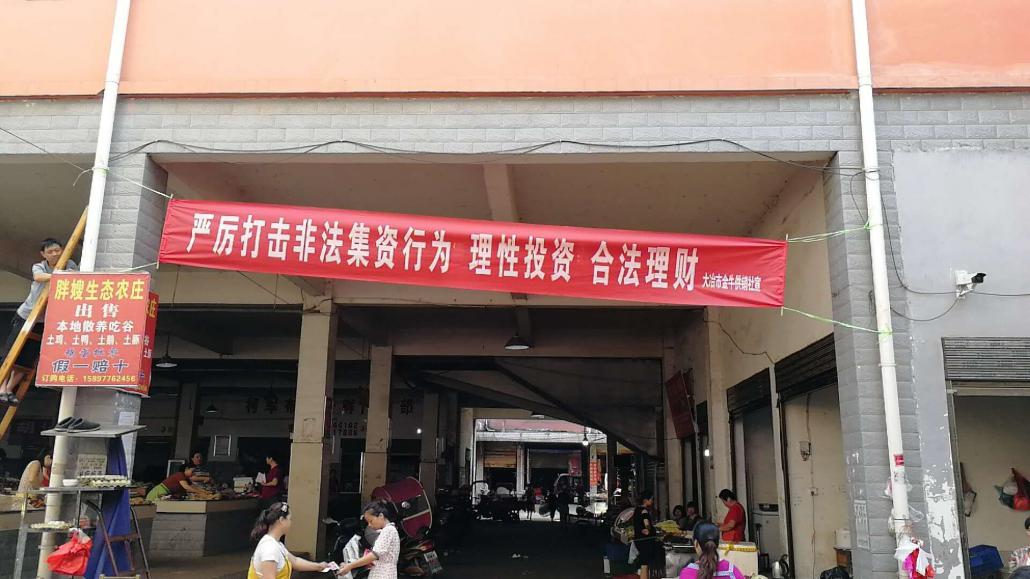 严厉打击非法集资行为 理性投资 合法理财
大冶市金牛供销社宣
胖嫂生态农庄
出售
本地散养吃谷
土鸡、土鸭、土鹅、土豚
假一赔十
订购电话：15897762456